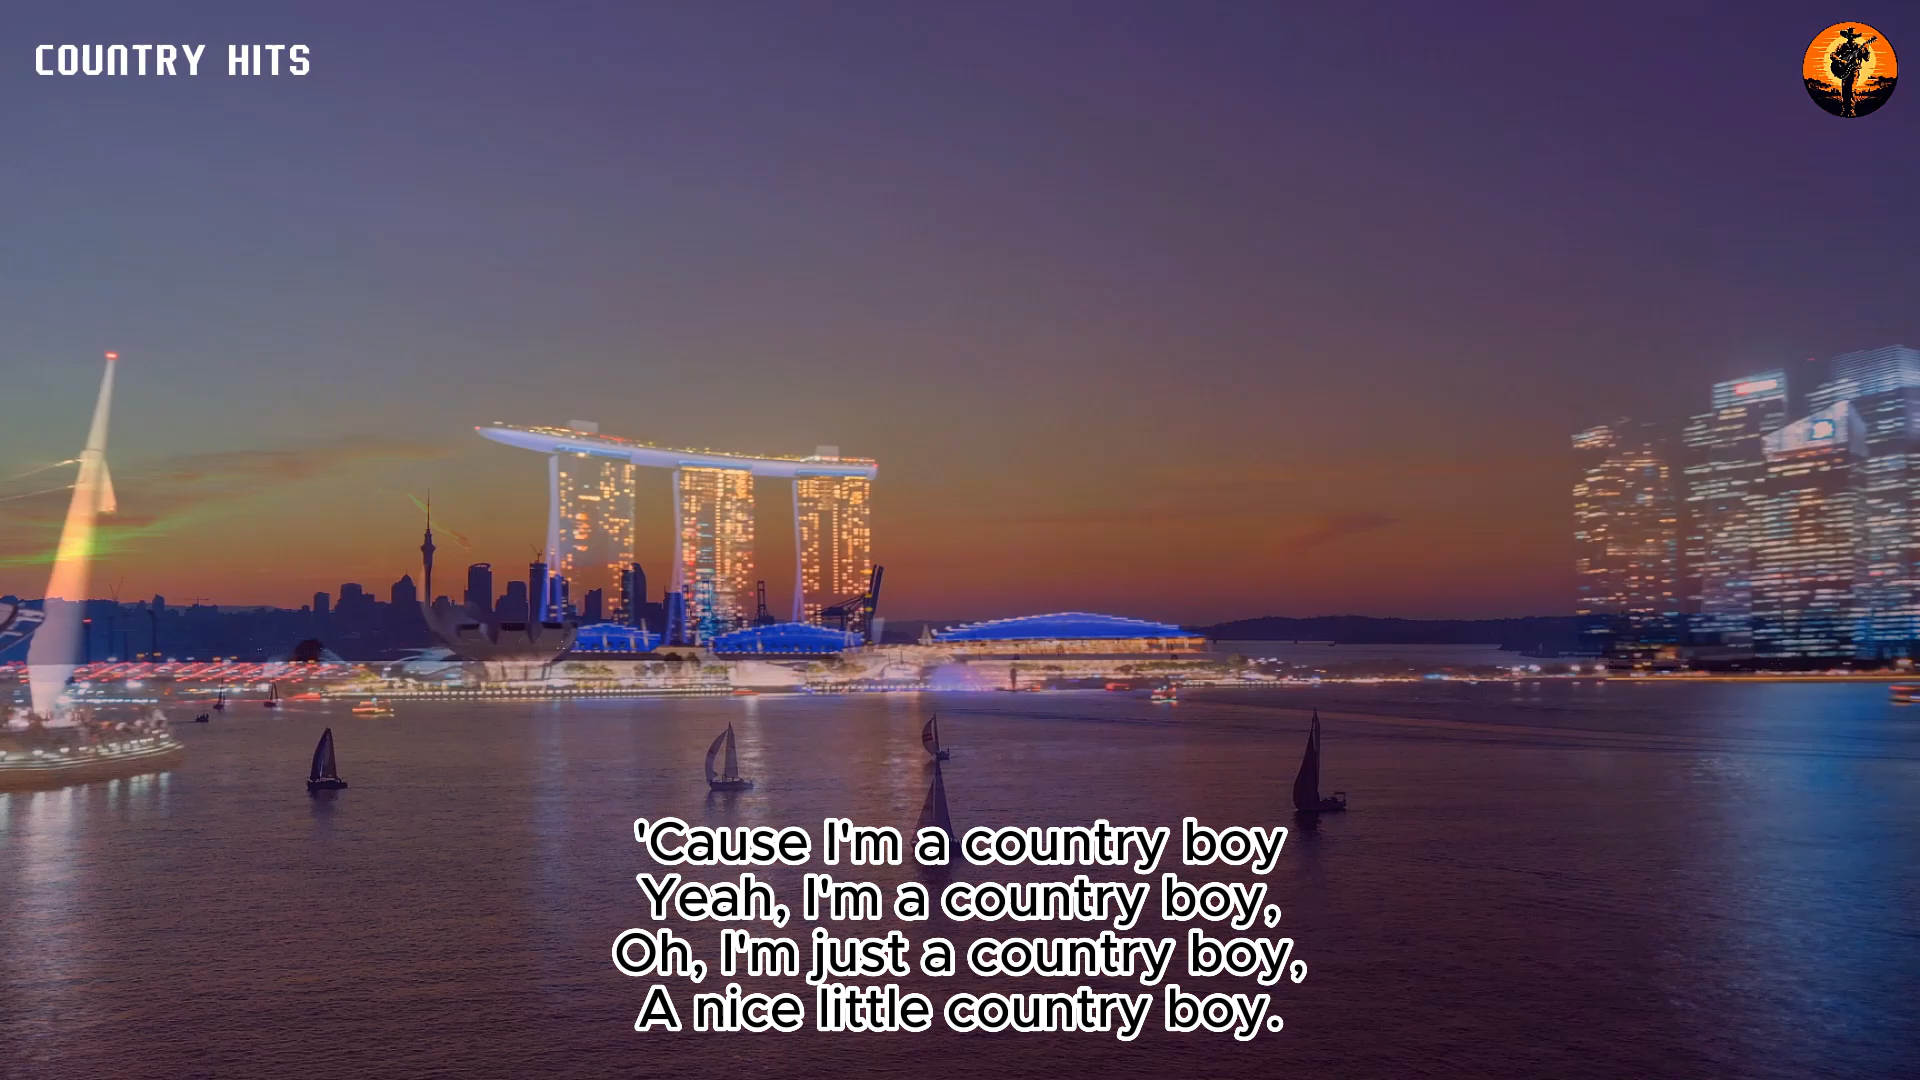 COUNTRY HITS
'Cause I'm a country boy
Yeah, I'm a country boy,
Oh, I'm just a country boy,
A nice little country boy.